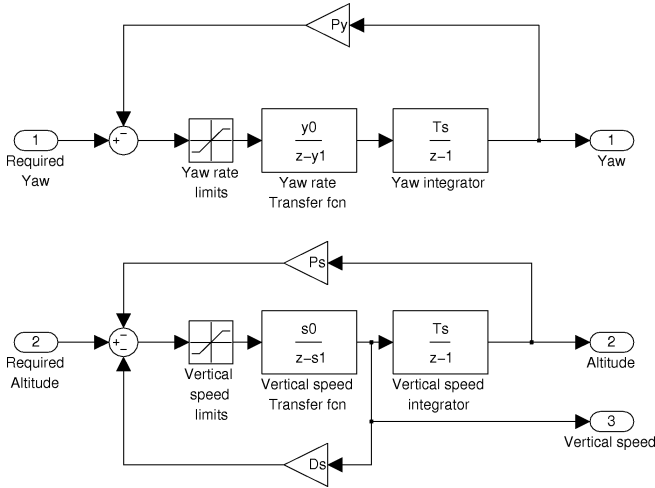 Py
1
Required
Yaw
+
−
Yaw rate
limits
y0
z−y1
Yaw rate
Transfer fcn
Ts
z−1
Yaw integrator
1
Yaw
Ps
2
Required
Altitude
+
−
−
Vertical
speed
limits
s0
z−s1
Vertical speed
Transfer fcn
Ts
z−1
Vertical speed
integrator
2
Altitude
3
Vertical speed
Ds